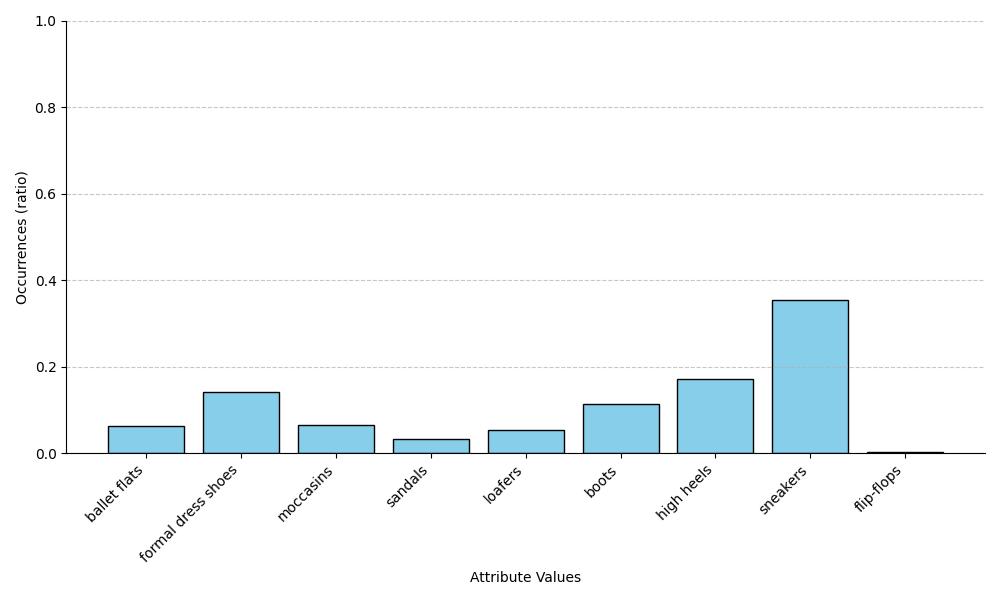 1.0
0.8
0.6
0.4
0.2
0.0
Occurrences (ratio)
ballet flats
formal dress shoes
moccasins
sandals
loafers
boots
high heels
sneakers
flip-flops
Attribute Values